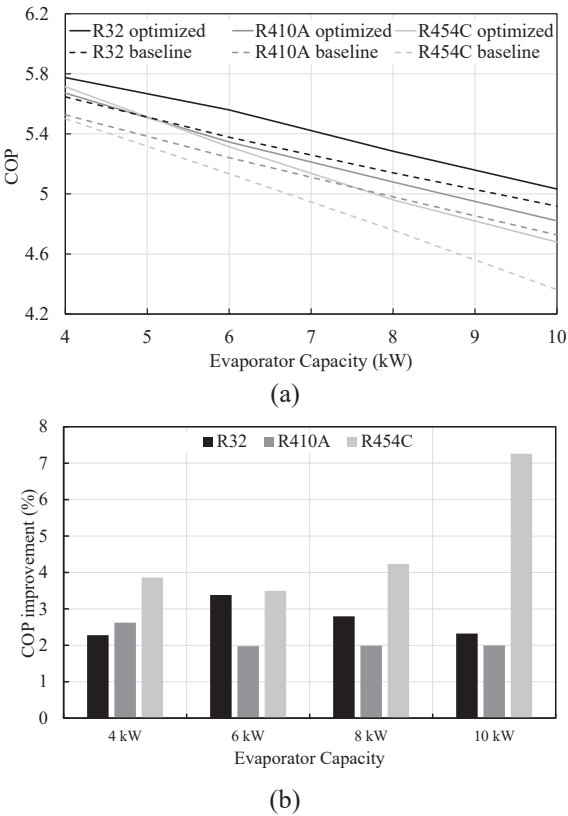 6.2
R32 optimized R410A optimized R454C optimized
R32 baseline R410A baseline R454C baseline
5.8
5.4
5
4.6
4.2
COP
4 5 6 7 8 9 10
Evaporator Capacity (kW)
(a)
8
R32 R410A R454C
7
6
5
4
3
2
1
0
COP improvement (%)
4 kW 6 kW 8 kW 10 kW
Evaporator Capacity
(b)